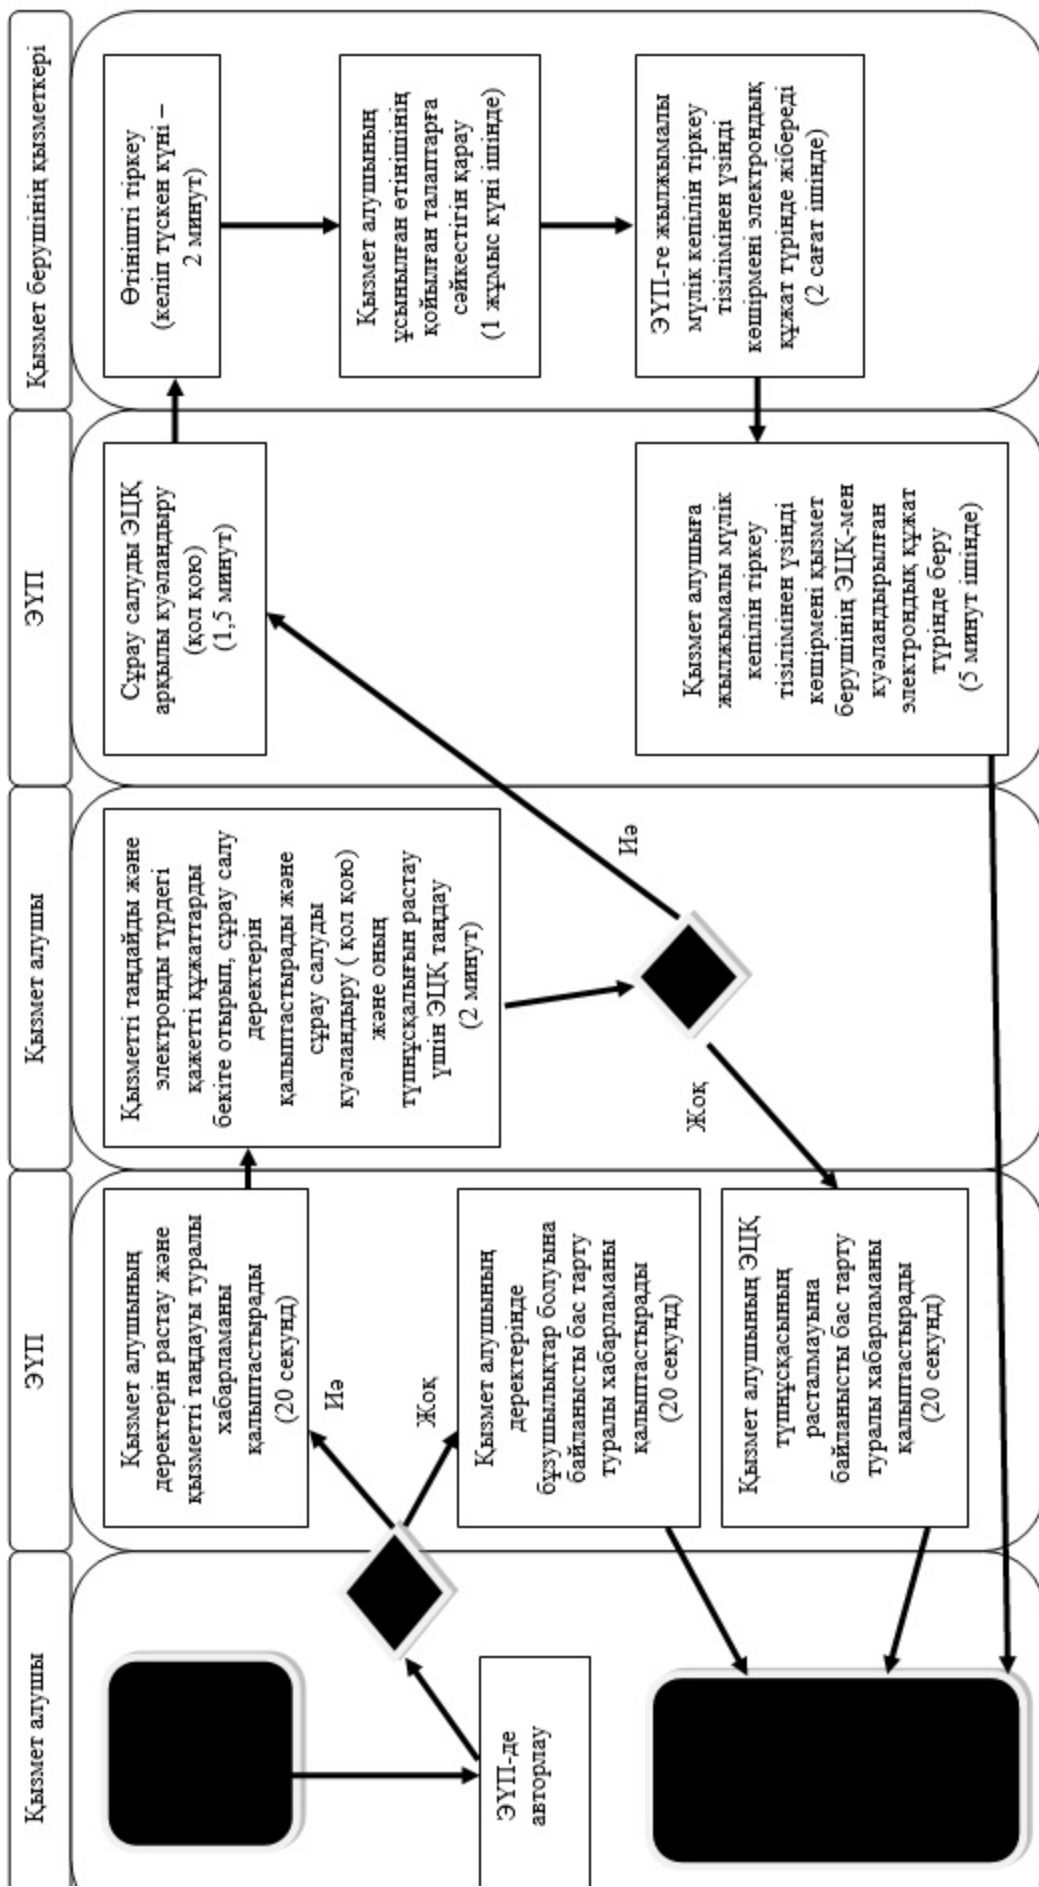 Қызмет алушы
ЭҮП
Қызмет алушы
ЭҮП
Қызмет берушінің қызметкері
ЭҮП-де
авторлау
Қызмет алушының
деректерін растау және
қызметті таңдауы туралы
хабарламаны
қалыптастырады
(20 секунд)
Иә
Жоқ
Қызмет алушының
деректерінде
бұзушылықтар болуына
байланысты бас тарту
туралы хабарламаны
қалыптастырады
(20 секунд)
Қызмет алушының ЭЦҚ
түпнұсқасының
расталмауына
байланысты бас тарту
туралы хабарламаны
қалыптастырады
(20 секунд)
Қызметті таңдайды және
электронды түрдегі
қажетті құжаттарды
бекіте отырып, сұрау салу
деректерін
қалыптастырады және
сұрау салуды
куәландыру ( қол қою)
және оның
түпнұсқалығын растау
үшін ЭЦҚ таңдау
(2 минут)
Жоқ
Иә
Сұрау салуды ЭЦҚ
арқылы куәландыру
(қол қою)
(1,5 минут)
Қызмет алушыға
жылжымалы мүлік
кепілін тіркеу
тізілімінен үзінді
көшірмені қызмет
берушінің ЭЦҚ-мен
куәландырылған
электрондық құжат
түрінде беру
(5 минут ішінде)
Өтінішті тіркеу
(келіп түскен күні –
2 минут)
Қызмет алушының
ұсынылған өтінішінің
қойылған талаптарға
сәйкестігін қарау
(1 жұмыс күні ішінде)
ЭҮП-ге жылжымалы
мүлік кепілін тіркеу
тізілімінен үзінді
көшірмені электрондық
құжат түрінде жібереді
(2 сағат ішінде)